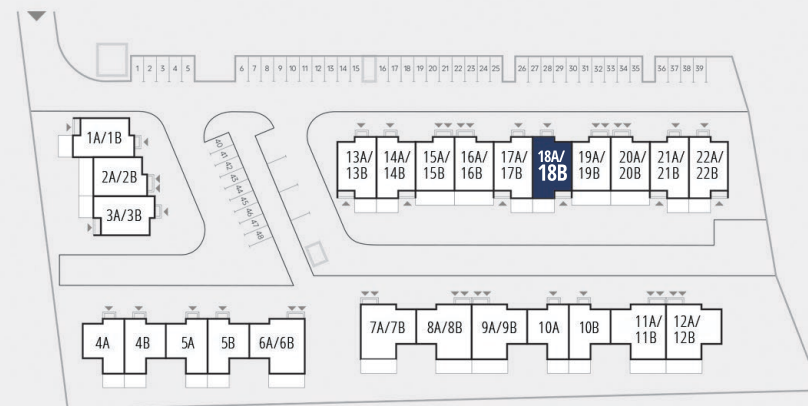 1 2 3 4 5
6 7 8 9 10 11 12 13 14 15
16 17 18 19 20 21 22 23 24 25
26 27 28 29 30 31 32 33 34 35
36 37 38 39
40
41
42
43
44
45
46
47
48
1A/1B
2A/2B
3A/3B
13A/
13B
14A/
14B
15A/
15B
16A/
16B
17A/
17B
18A/
18B
19A/
19B
20A/
20B
21A/
21B
22A/
22B
4A
4B
5A
5B
6A/6B
7A/7B
8A/8B
9A/9B
10A
10B
11A/
11B
12A/
12B